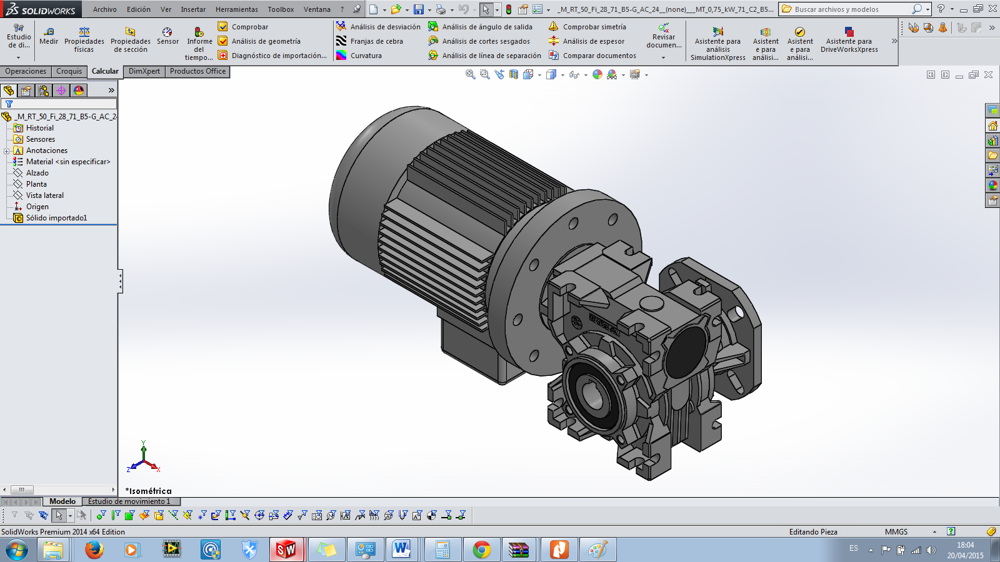 SOLIDWORKS Archivo Edición Ver Insertar Herramientas Toolbox Ventana ? _M_RT_50_Fi_28_71_B5-G_AC_24__(none)___MT_0,75_kW_71_C2_B5... Buscar archivos y modelos ?
Estudio de di...
Medir
Propiedades físicas
Propiedades de sección
Sensor
Informe del tiempo...
Comprobar
Análisis de geometría
Diagnóstico de importación...
Análisis de desviación
Franjas de cebra
Curvatura
Análisis de ángulo de salida
Análisis de cortes sesgados
Análisis de línea de separación
Comprobar simetría
Análisis de espesor
Comparar documentos
Revisar documen...
Asistente para análisis SimulationXpress
Asistent e para análisi...
Asistent e para análisi...
Asistente para DriveWorksXpress
Operaciones Croquis Calcular DimXpert Productos Office
_M_RT_50_Fi_28_71_B5-G_AC_2
Historial
Sensores
Anotaciones
Material <sin especificar>
Alzado
Planta
Vista lateral
Origen
Sólido importado1
Y
Z X
*Isométrica
Modelo Estudio de movimiento 1
SolidWorks Premium 2014 x64 Edition Editando Pieza MMGS
ES 18:04
20/04/2015